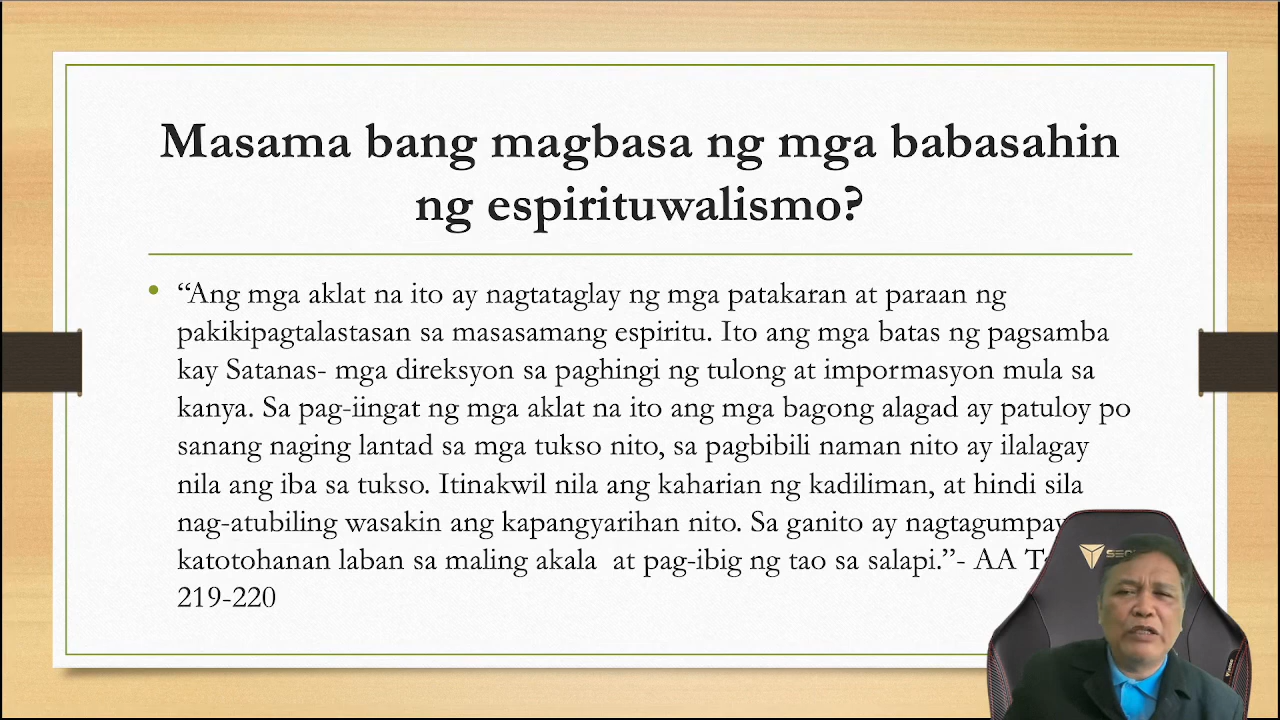 Masama bang magbasa ng mga babasahin
ng espirituwalismo?
“Ang mga aklat na ito ay nagtataglay ng mga patakaran at paraan ng
pakikipagtalastasan sa masasamang espiritu. Ito ang mga batas ng pagsamba
kay Satanas- mga direksyon sa paghingi ng tulong at impormasyon mula sa
kanya. Sa pag-iingat ng mga aklat na ito ang mga bagong alagad ay patuloy po
sanang naging lantad sa mga tukso nito, sa pagbibili naman nito ay ilalagay
nila ang iba sa tukso. Itinakwil nila ang kaharian ng kadiliman, at hindi sila
nag-atubiling wasakin ang kapangyarihan nito. Sa ganito ay
katotohanan laban sa maling akala at pag-ibig ng tao sa salapi.”- AA
219-220